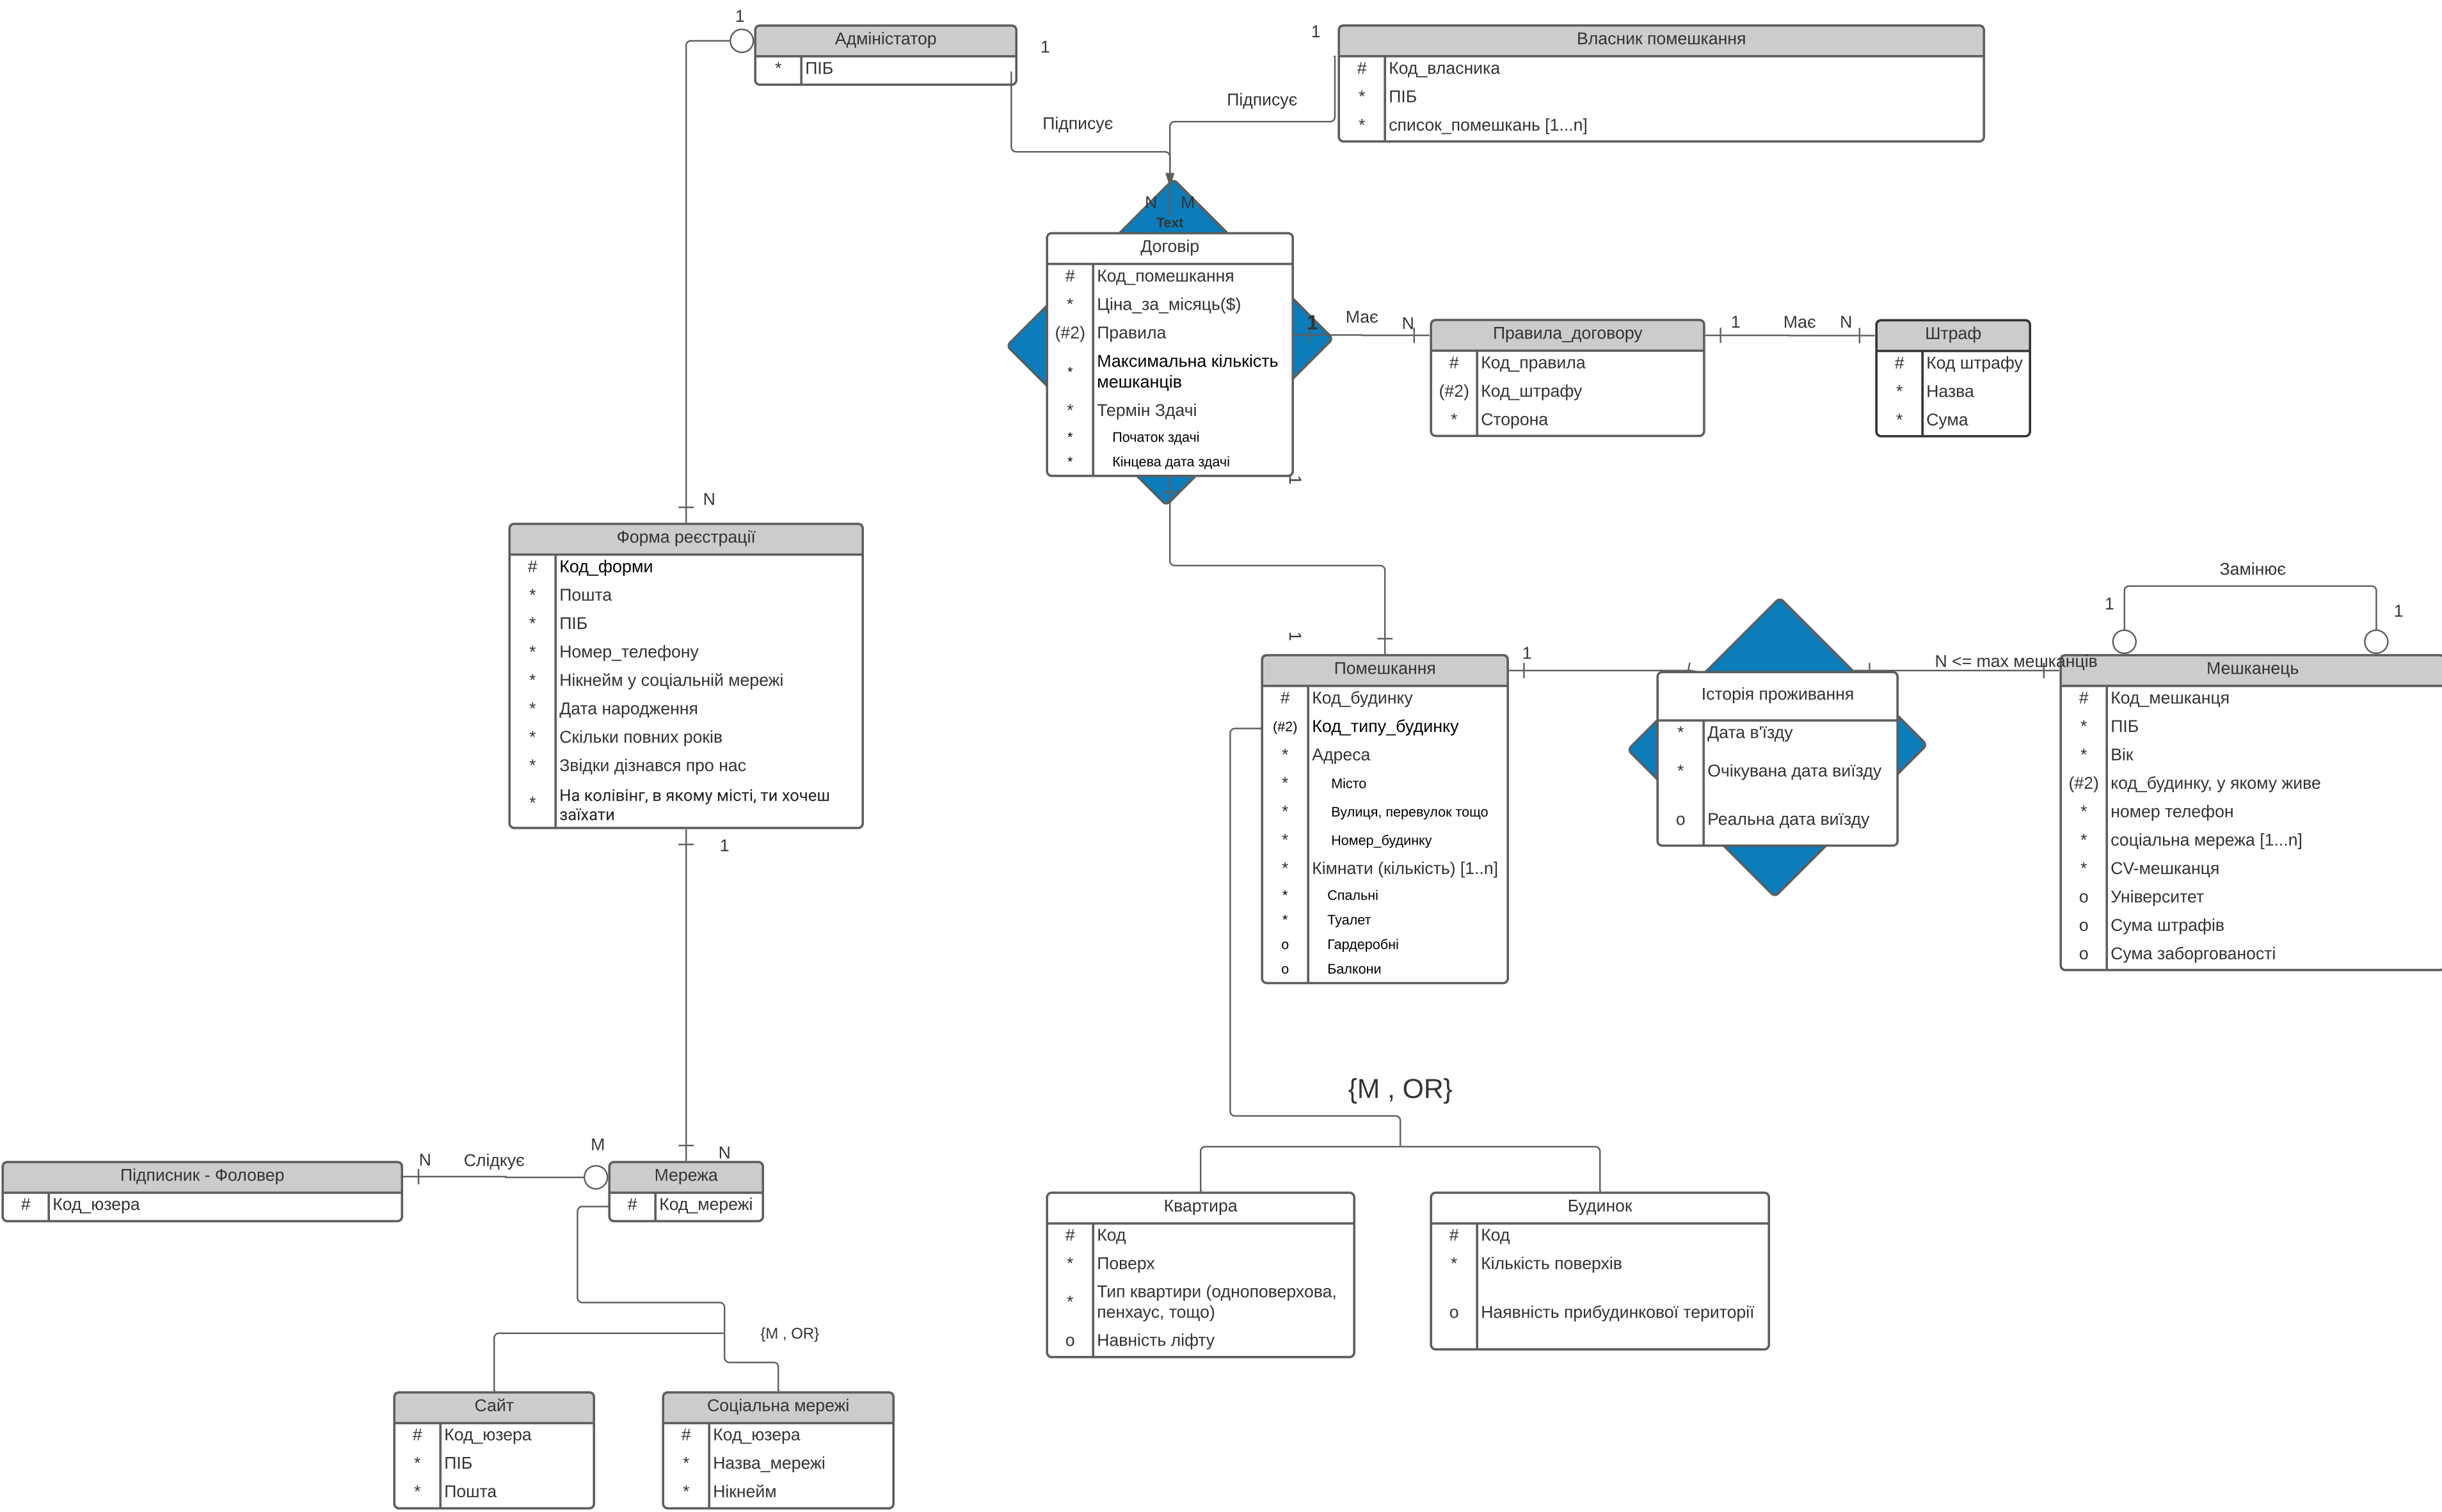 1
Адміністатор
* ПІБ
1
1
Власник помешкання
# Код_власника
* ПІБ
* список_помешкань [1...n]
Підписує
Підписує
N M
Text
Договір
# Код_помешкання
* Ціна_за_місяць($)
(#2) Правила
* Максимальна кількість
мешканців
* Термін Здачі
* Початок здачі
* Кінцева дата здачі
1 Має N
Правила_договору
# Код_правила
(#2) Код_штрафу
* Сторона
1 Має N
Штраф
# Код штрафу
* Назва
* Сума
1
N
Форма реєстрації
# Код_форми
* Пошта
* ПІБ
* Номер_телефону
* Нікнейм у соціальній мережі
* Дата народження
* Скільки повних років
* Звідки дізнався про нас
* На колівінг, в якому місті, ти хочеш
заїхати
1
1
Помешкання
# Код_будинку
(#2) Код_типу_будинку
* Адреса
* Місто
* Вулиця, перевулок тощо
* Номер_будинку
* Кімнати (кількість) [1..n]
* Спальні
* Туалет
o Гардеробні
o Балкони
1
Історія проживання
* Дата в'їзду
* Очікувана дата виїзду
o Реальна дата виїзду
N <= max мешканців
Замінює
1
1
Мешканець
# Код_мешканця
* ПІБ
* Вік
(#2) код_будинку, у якому живе
* номер телефон
* соціальна мережа [1...n]
* CV-мешканця
o Університет
o Сума штрафів
o Сума заборгованості
{M , OR}
Підписник - Фоловер
# Код_юзера
N Слідкує M
N
Мережа
# Код_мережі
Квартира
# Код
* Поверх
* Тип квартири (одноповерхова,
пенхаус, тощо)
o Навність ліфту
Будинок
# Код
* Кількість поверхів
o Наявність прибудинкової території
{M , OR}
Сайт
# Код_юзера
* ПІБ
* Пошта
Соціальна мережі
# Код_юзера
* Назва_мережі
* Нікнейм